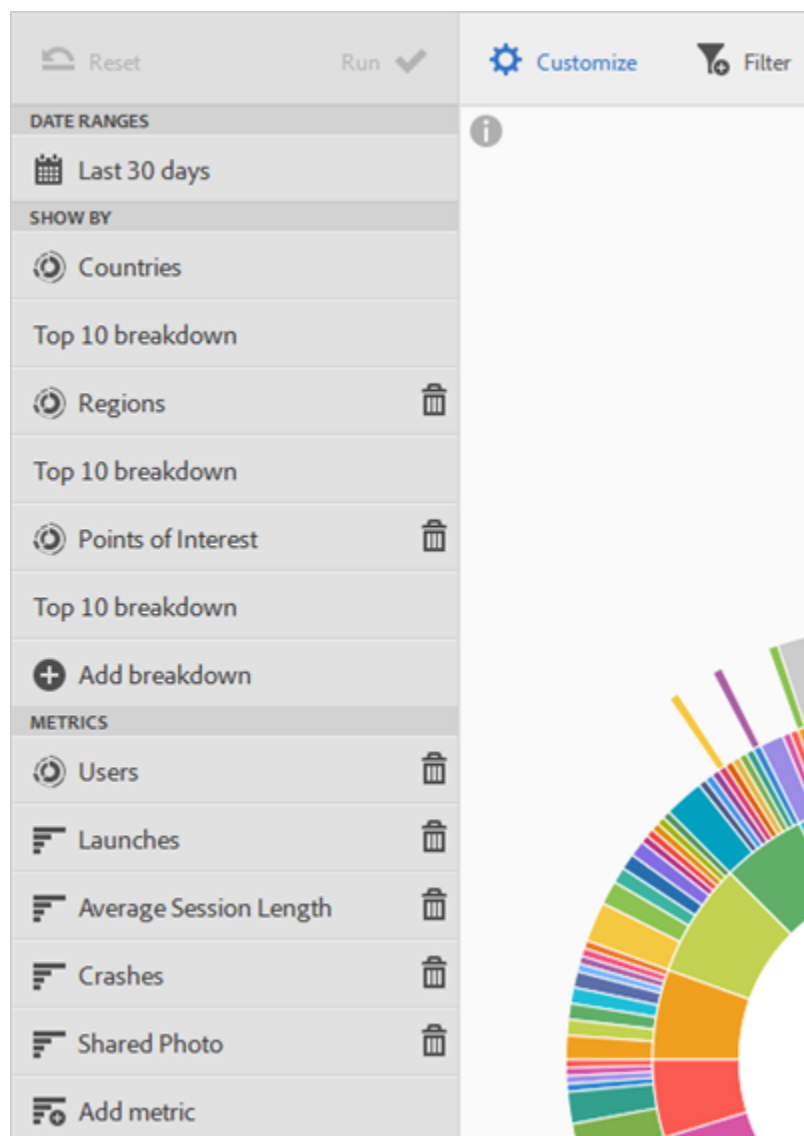 Reset
Run
Customize
Filter
DATE RANGES
Last 30 days
SHOW BY
Countries
Top 10 breakdown
Regions
Top 10 breakdown
Points of Interest
Top 10 breakdown
Add breakdown
METRICS
Users
Launches
Average Session Length
Crashes
Shared Photo
Add metric